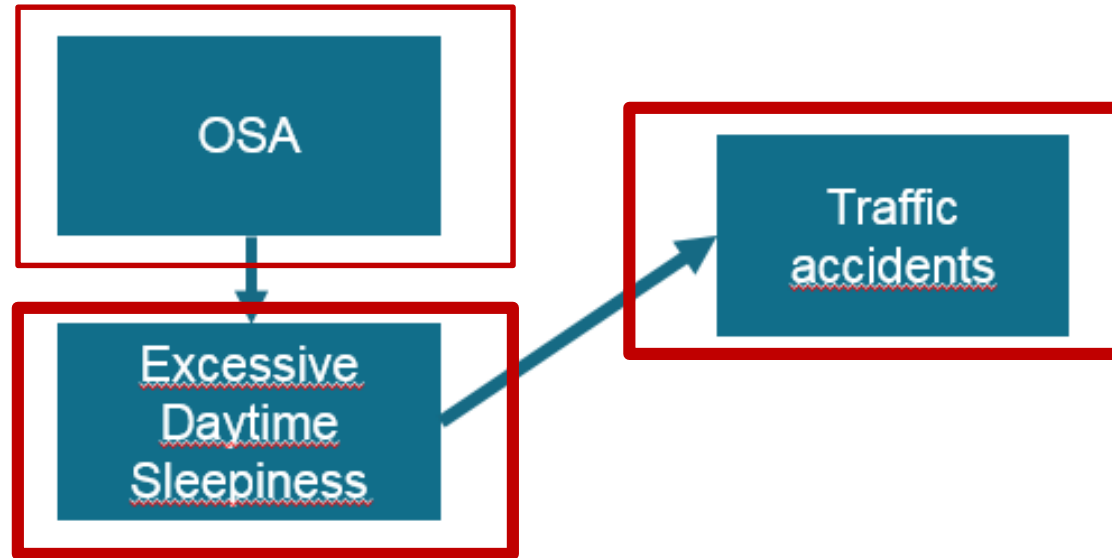 OSA
Traffic
accidents
Excessive
Daytime
Sleepiness